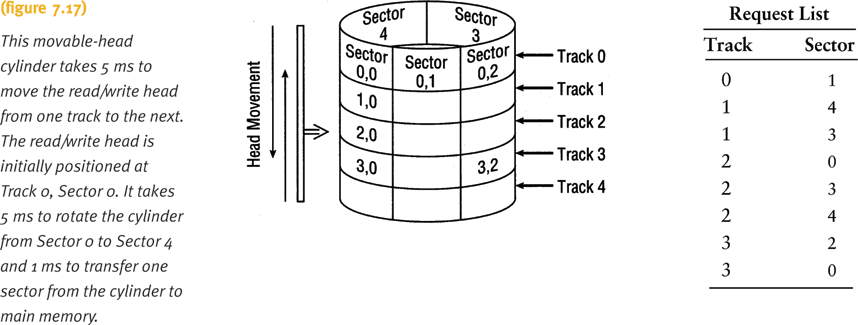 (figure 7.17)
This movable-head
cylinder takes 5 ms to
move the read/write head
from one track to the next.
The read/write head is
initially positioned at
Track 0, Sector 0. It takes
5 ms to rotate the cylinder
from Sector 0 to Sector 4
and 1 ms to transfer one
sector from the cylinder to
main memory.
Head Movement
Sector
4
Sector
3
Sector
0,0
Sector
0,1
Sector
0,2
1,0
2,0
3,0
3,2
Track 0
Track 1
Track 2
Track 3
Track 4
Request List
Track Sector
0 1
1 4
1 3
2 0
2 3
2 4
3 2
3 0